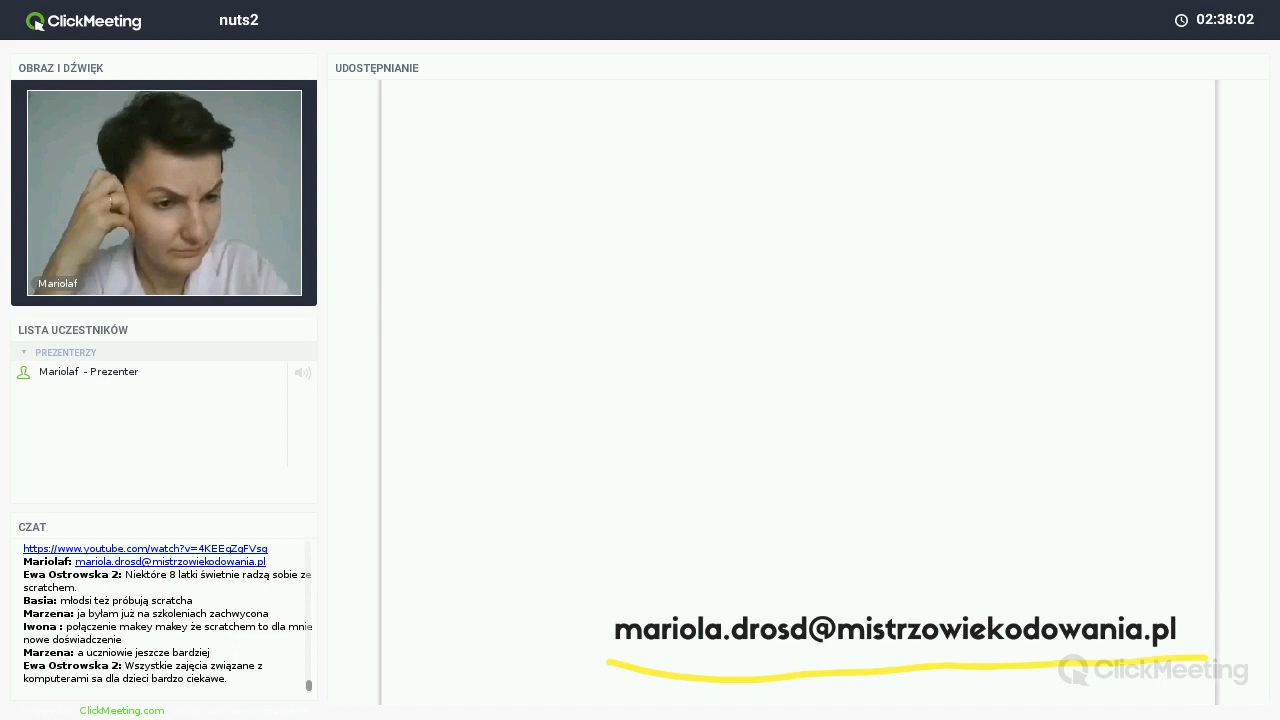 ClickMeeting
nuts2
02:38:02
OBRAZ I DŹWIĘK
Mariolaf
LISTA UCZESTNIKÓW
PREZENTERZY
Mariolaf - Prezenter
CZAT
https://www.youtube.com/watch?v=4KEEqZgFVsg
Mariolaf: mariola.drosd@mistrzowiekodowania.pl
Ewa Ostrowska 2: Niektóre 8 latki świetnie radzą sobie ze
scratchem.
Basia: młodsi też próbują scratcha
Marzena: ja byłam już na szkoleniach zachwycona
Iwona : połączenie makey makey że scratchem to dla mnie
nowe doświadczenie
Marzena: a uczniowie jeszcze bardziej
Ewa Ostrowska 2: Wszystkie zajęcia związane z
komputerami sa dla dzieci bardzo ciekawe.
ClickMeeting.com
UDOSTĘPNIANIE
mariola.drosd@mistrzowiekodowania.pl
ClickMeeting